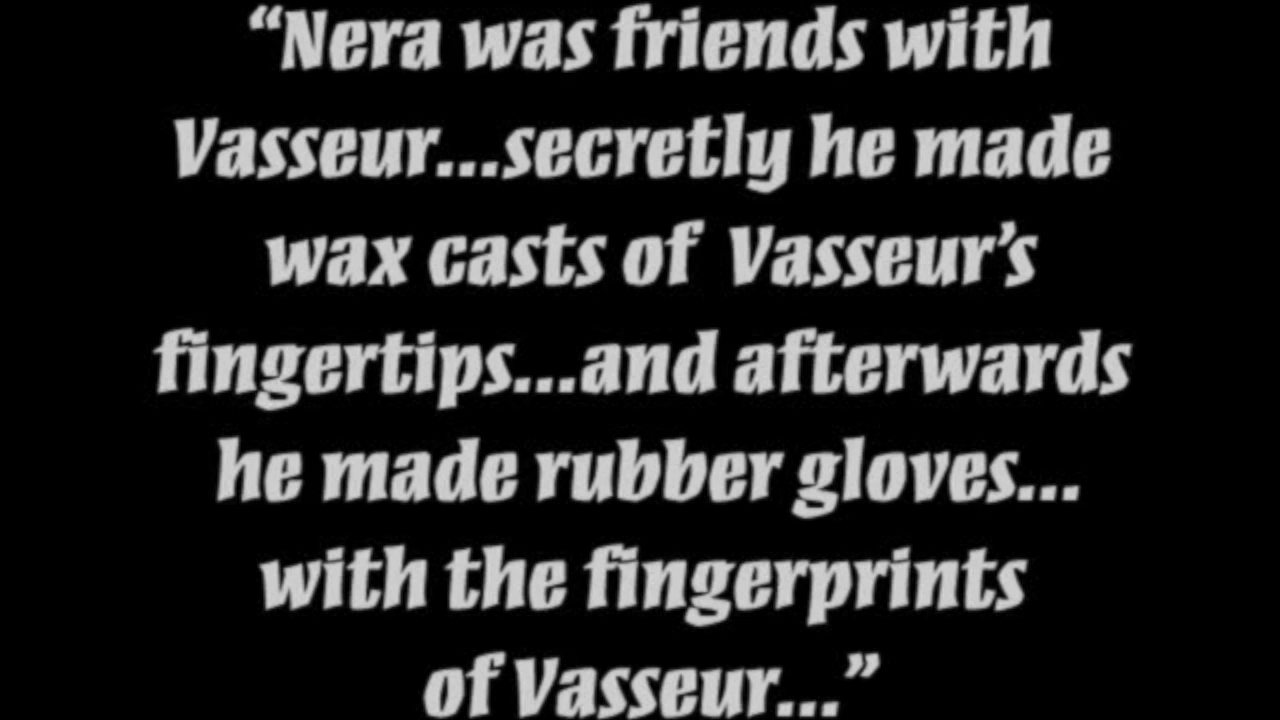 “Nera was friends with
Vasseur...secretly he made
wax casts of Vasseur’s
fingertips...and afterwards
he made rubber gloves...
with the fingerprints
of Vasseur...”